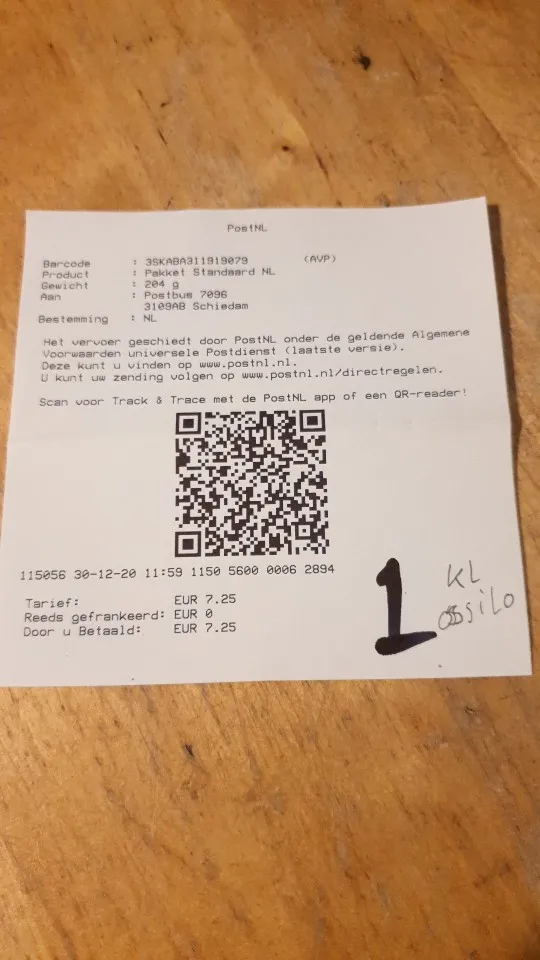 PostNL
Barcode : 3SKABA311919079 (AVP)
Product : Pakket Standaard NL
Gewicht : 204 g
Aan : Postbus 7096
3109AB Schiedam
Bestemming : NL
Het vervoer geschiedt door PostNL onder de geldende Algemene
Voorwaarden universele Postdienst (laatste versie).
Deze kunt u vinden op www.postnl.nl.
U kunt uw zending volgen op www.postnl.nl/directregelen.
Scan voor Track & Trace met de PostNL app of een QR-reader!
115056 30-12-20 11:59 1150 5600 0006 2894
Tarief: EUR 7.25
Reeds gefrankeerd: EUR 0
Door u Betaald: EUR 7.25
1
KL